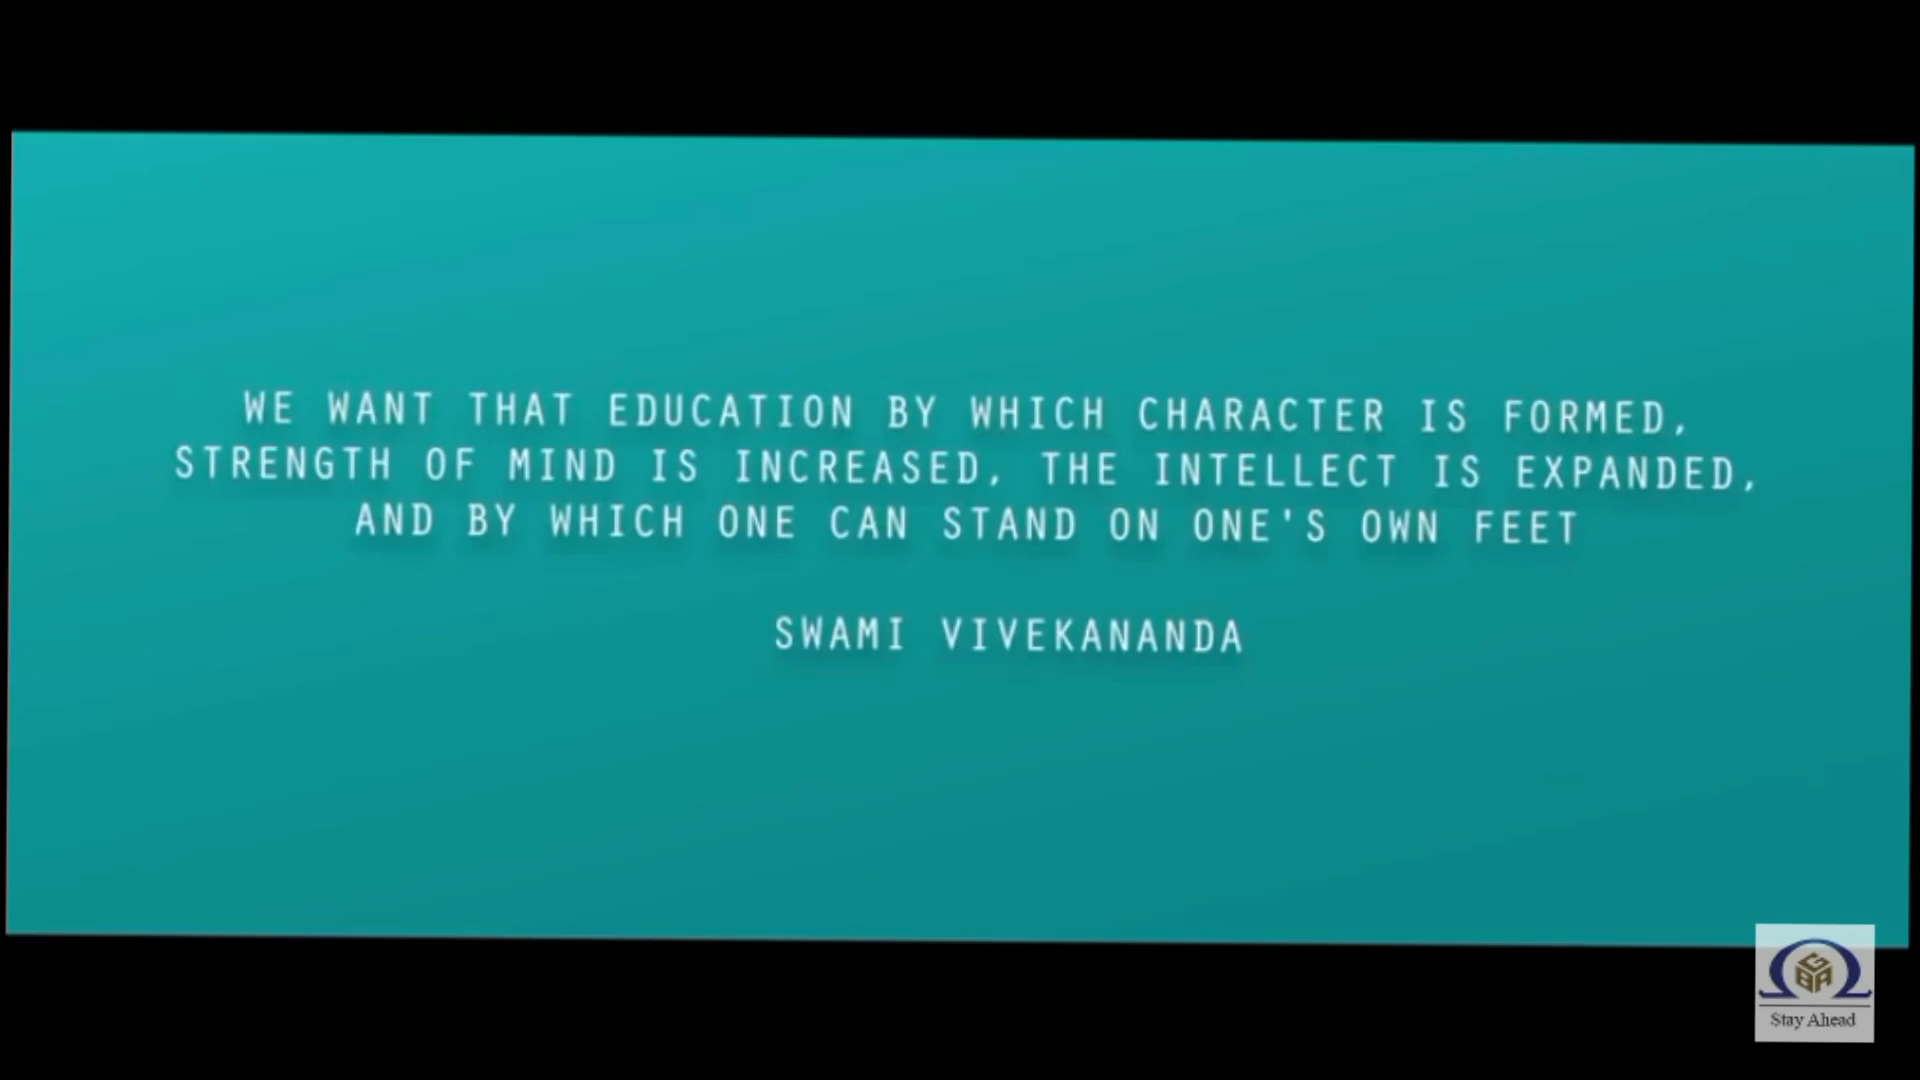 WE WANT THAT EDUCATION BY WHICH CHARACTER IS FORMED,
STRENGTH OF MIND IS INCREASED, THE INTELLECT IS EXPANDED,
AND BY WHICH ONE CAN STAND ON ONE'S OWN FEET
SWAMI VIVEKANANDA
GBA
Stay Ahead